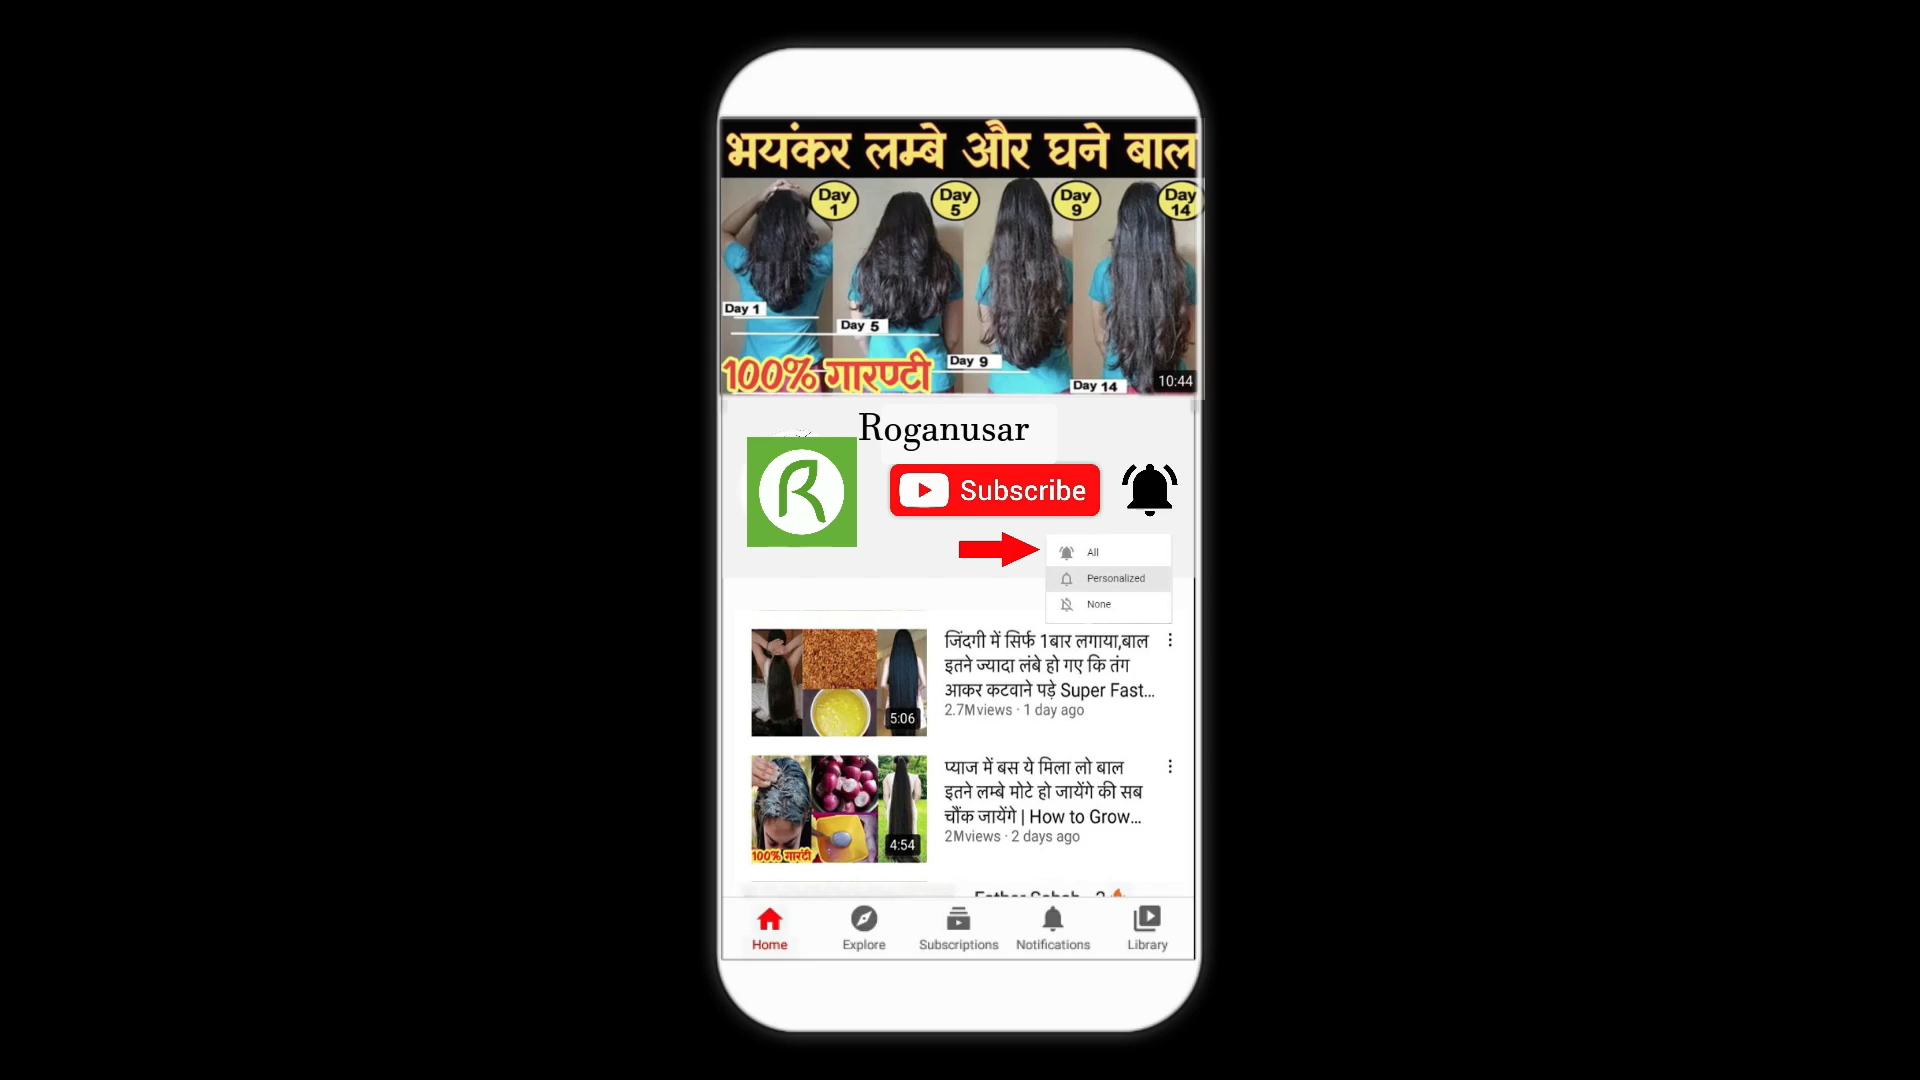 भयंकर लम्बे और घने बाल
Day 1
Day 5
Day 9
Day 14
Day 1
Day 5
Day 9
Day 14
100% गारण्टी
10:44
Roganusar
Subscribe
All
Personalized
None
जिंदगी में सिर्फ 1बार लगाया,बाल
इतने ज्यादा लंबे हो गए कि तंग
आकर कटवाने पड़े Super Fast...
2.7Mviews · 1 day ago
5:06
प्याज में बस ये मिला लो बाल
इतने लम्बे मोटे हो जायेंगे की सब
चौंक जायेंगे | How to Grow...
2Mviews · 2 days ago
100% गारंटी
4:54
Home
Explore
Subscriptions
Notifications
Library